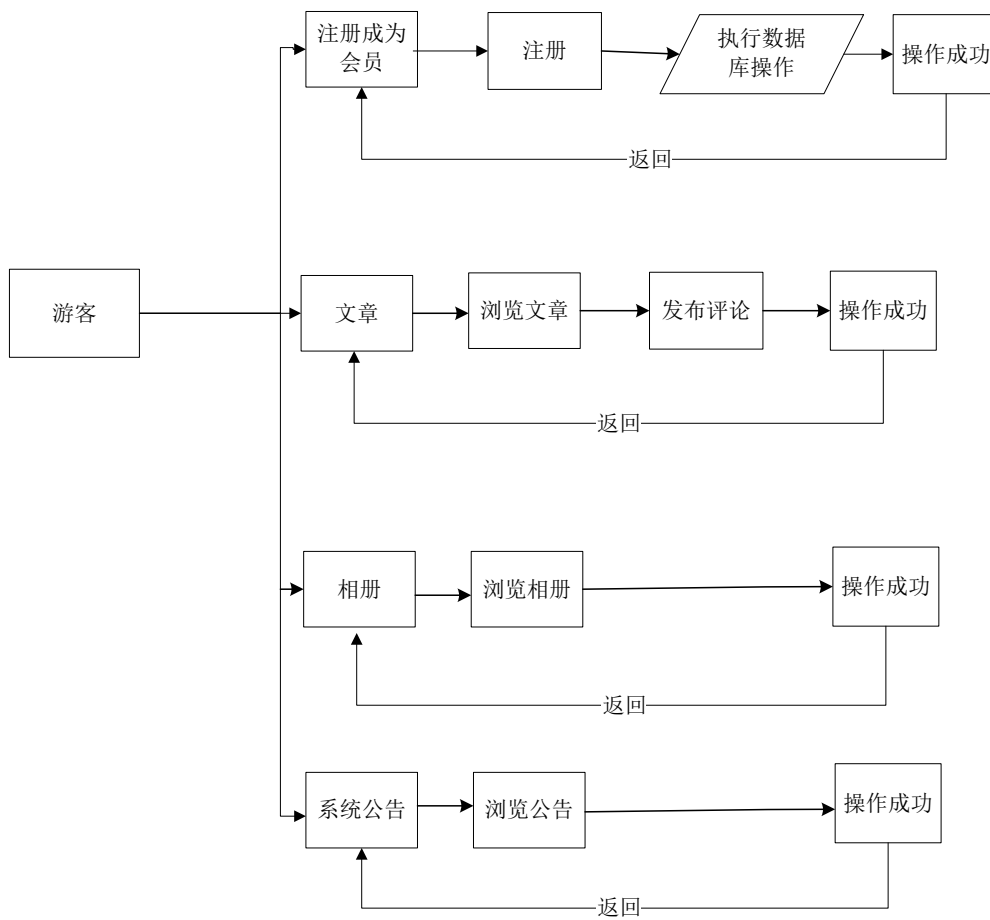 注册成为
会员
注册
执行数据
库操作
操作成功
返回
游客
文章
浏览文章
发布评论
操作成功
返回
相册
浏览相册
操作成功
返回
系统公告
浏览公告
操作成功
返回